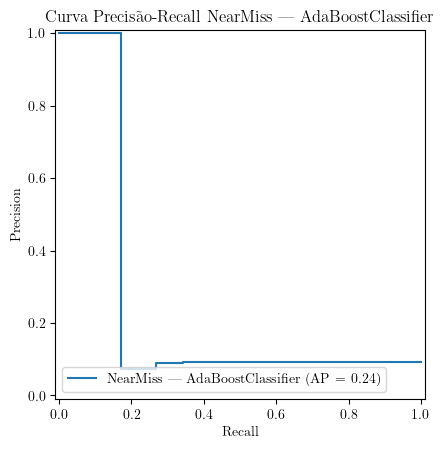 Curva Precisão-Recall NearMiss — AdaBoostClassifier
1.0
0.8
0.6
0.4
0.2
0.0
Precision
NearMiss — AdaBoostClassifier (AP = 0.24)
0.0 0.2 0.4 0.6 0.8 1.0
Recall